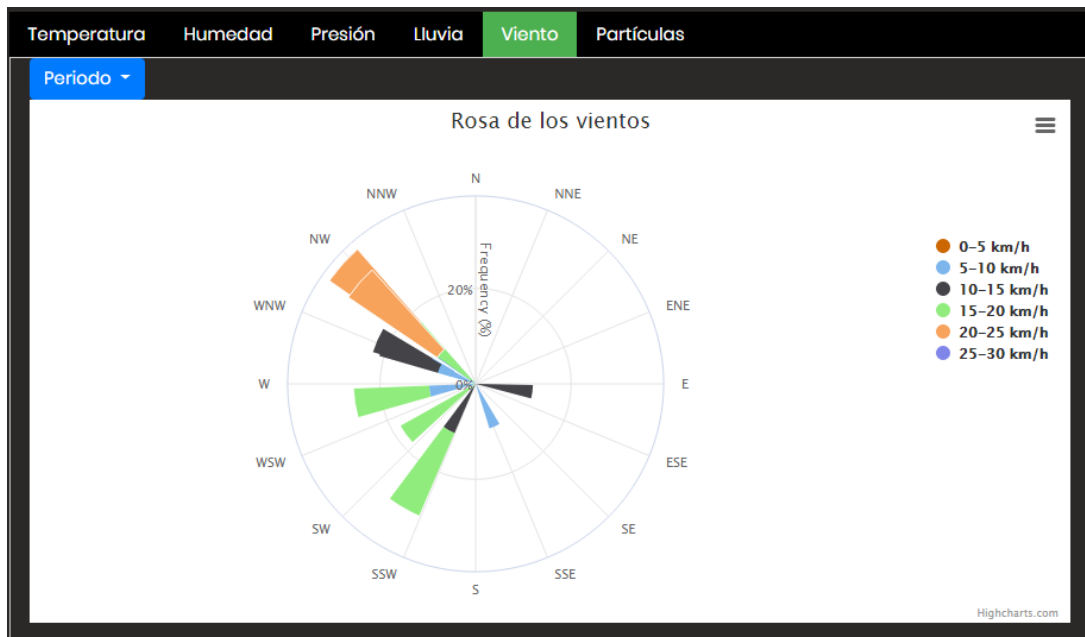 Temperatura Humedad Presión Lluvia Viento Partículas
Periodo
Rosa de los vientos
N
NNW NNE
NW NE
Frequency (%)
20%
WNW ENE
W 0% E
WSW ESE
SW SE
SSW SSE
S
0–5 km/h
5–10 km/h
10–15 km/h
15–20 km/h
20–25 km/h
25–30 km/h
Highcharts.com